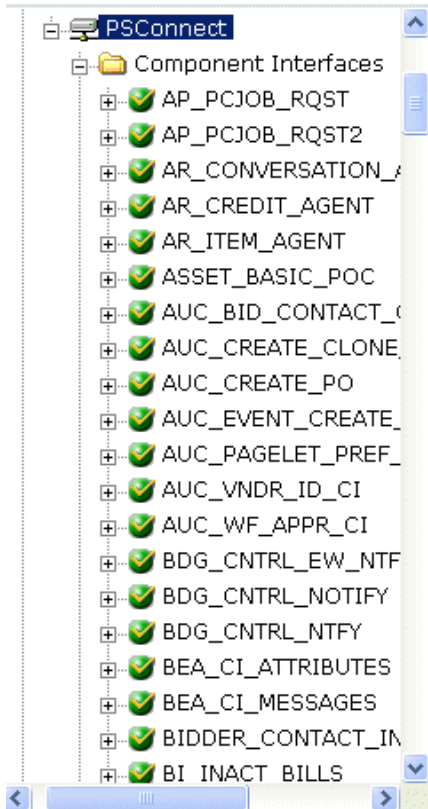 PSConnect
Component Interfaces
AP_PCJOB_RQST
AP_PCJOB_RQST2
AR_CONVERSATION_
AR_CREDIT_AGENT
AR_ITEM_AGENT
ASSET_BASIC_POC
AUC_BID_CONTACT_
AUC_CREATE_CLONE_
AUC_CREATE_PO
AUC_EVENT_CREATE_
AUC_PAGELET_PREF_
AUC_VNDR_ID_CI
AUC_WF_APPR_CI
BDG_CNTRL_EW_NTF
BDG_CNTRL_NOTIFY
BDG_CNTRL_NTFY
BEA_CI_ATTRIBUTES
BEA_CI_MESSAGES
BIDDER_CONTACT_IN
BI_INACT_BILLS